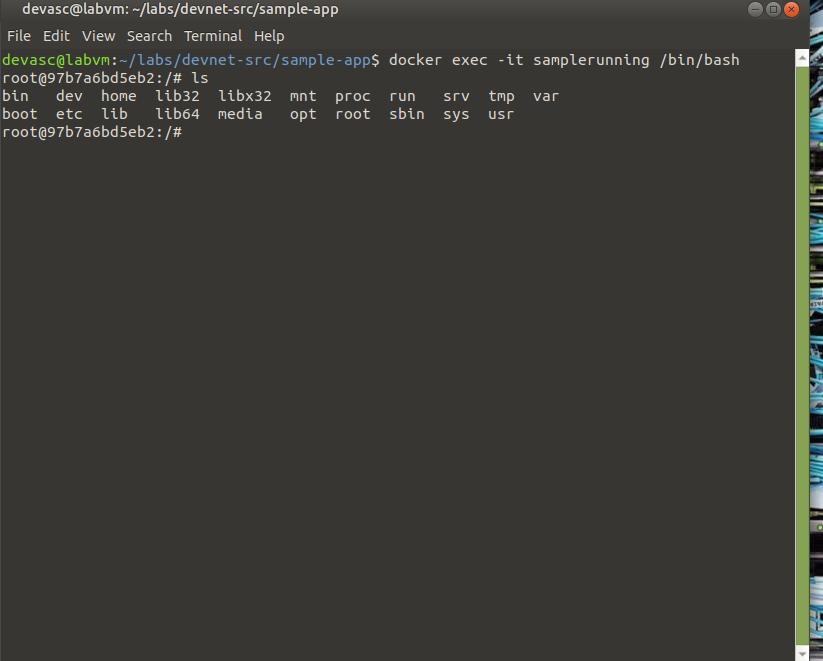 devasc@labvm: ~/labs/devnet-src/sample-app
File Edit View Search Terminal Help
devasc@labvm:~/labs/devnet-src/sample-app$ docker exec -it samplerunning /bin/bash
root@97b7a6bd5eb2:/# ls
bin   dev  home  lib32  libx32  mnt  proc  run   srv  tmp  var
boot  etc  lib   lib64  media   opt  root  sbin  sys  usr
root@97b7a6bd5eb2:/#